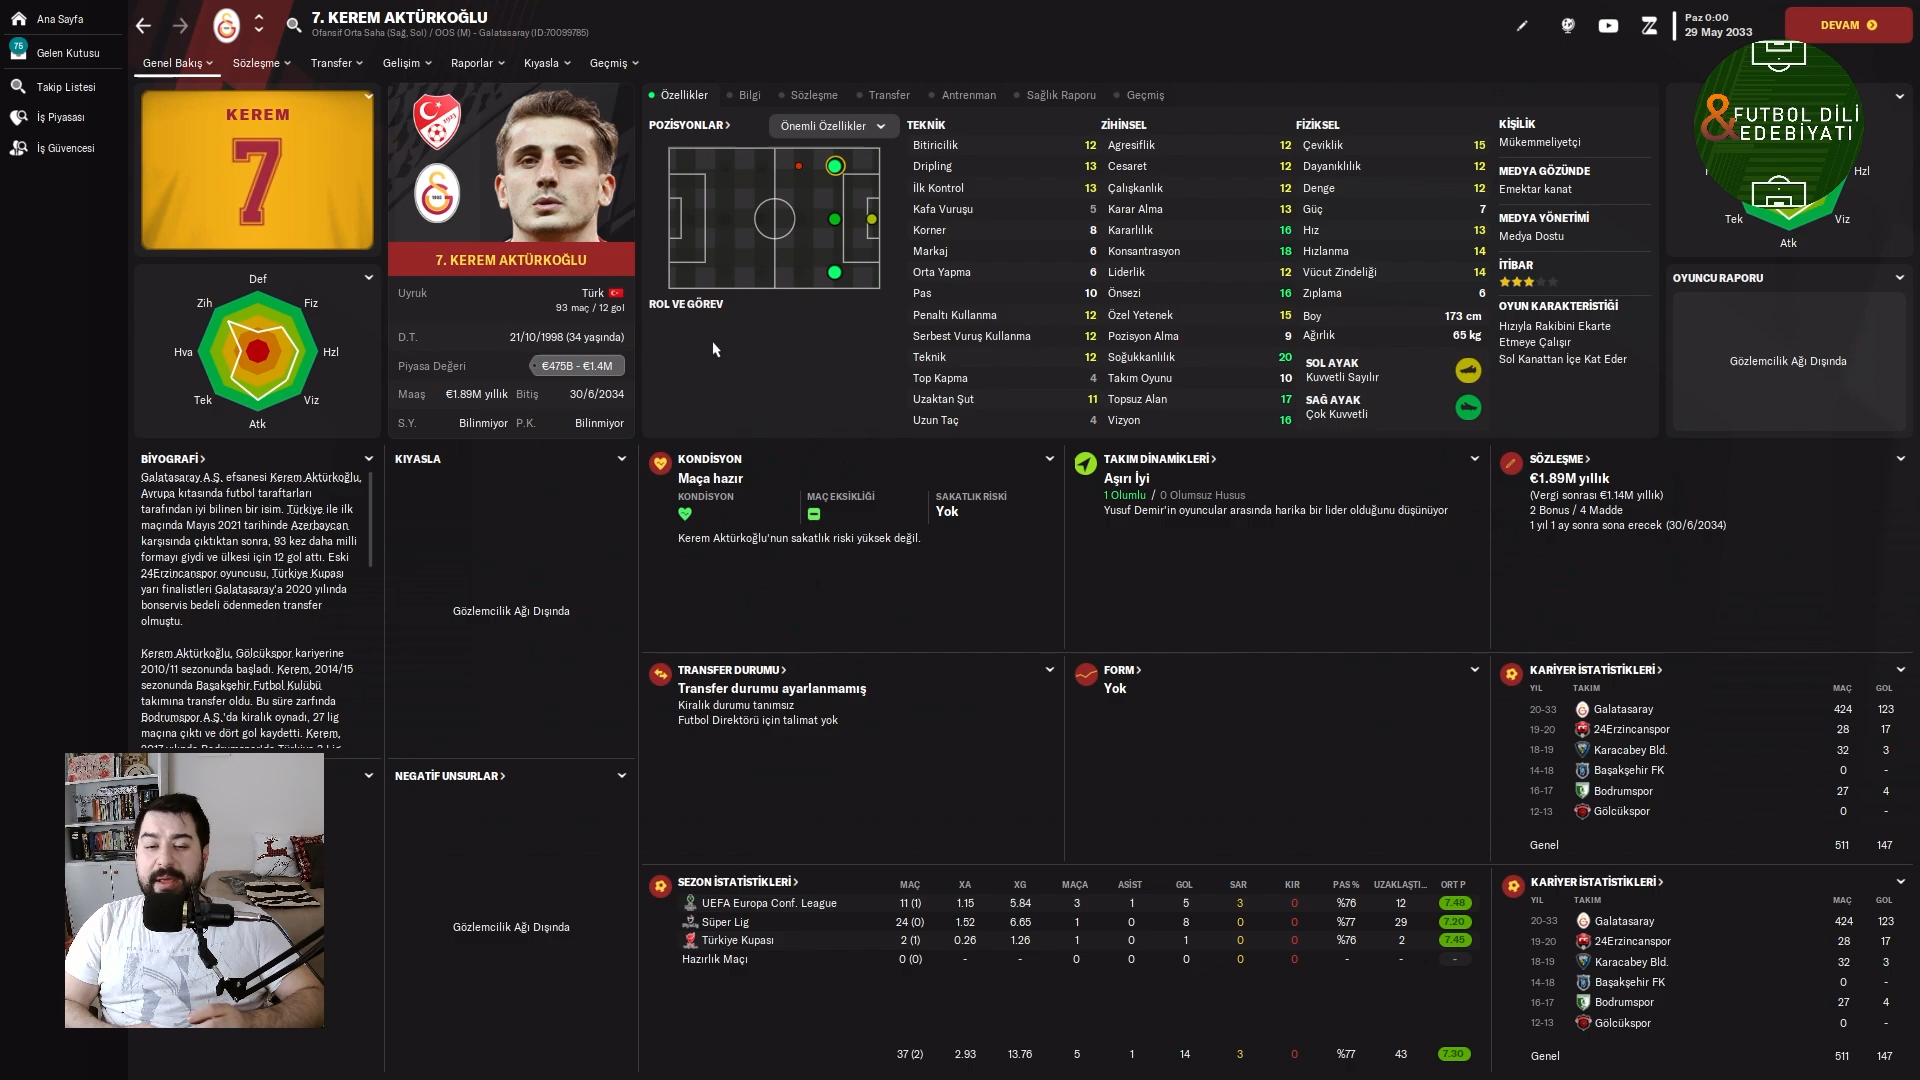 Ana Sayfa
75
Gelen Kutusu
Takip Listesi
İş Piyasası
İş Güvencesi
7. KEREM AKTÜRKOĞLU
Ofansif Orta Saha (Sağ, Sol) / OOS (M) - Galatasaray (ID:70099785)
Paz 0:00
29 May 2033
DEVAM
Genel Bakış
Sözleşme
Transfer
Gelişim
Raporlar
Kıyasla
Geçmiş
KEREM
7
7. KEREM AKTÜRKOĞLU
Uyruk Türk
93 maç / 12 gol
D.T. 21/10/1998 (34 yaşında)
Piyasa Değeri €475B - €1.4M
Maaş €1.89M yıllık Bitiş 30/6/2034
S.Y. Bilinmiyor P.K. Bilinmiyor
Def
Zih Fiz
Hva Hzl
Tek Viz
Atk
Özellikler
Bilgi
Sözleşme
Transfer
Antrenman
Sağlık Raporu
Geçmiş
POZİSYONLAR
Önemli Özellikler
ROL VE GÖREV
TEKNİK
Bitiricilik 12
Dripling 13
İlk Kontrol 13
Kafa Vuruşu 5
Korner 8
Markaj 6
Orta Yapma 6
Pas 10
Penaltı Kullanma 12
Serbest Vuruş Kullanma 12
Teknik 12
Top Kapma 4
Uzaktan Şut 11
Uzun Taç 4
ZİHİNSEL
Agresiflik 12
Cesaret 12
Çalışkanlık 12
Karar Alma 13
Kararlılık 16
Konsantrasyon 18
Liderlik 12
Önsezi 16
Özel Yetenek 15
Pozisyon Alma 9
Soğukkanlılık 20
Takım Oyunu 10
Topsuz Alan 17
Vizyon 16
FİZİKSEL
Çeviklik 15
Dayanıklılık 12
Denge 12
Güç 7
Hız 13
Hızlanma 14
Vücut Zindeliği 14
Zıplama 6
Boy 173 cm
Ağırlık 65 kg
SOL AYAK
Kuvvetli Sayılır
SAĞ AYAK
Çok Kuvvetli
KİŞİLİK
Mükemmeliyetçi
MEDYA GÖZÜNDE
Emektar kanat
MEDYA YÖNETİMİ
Medya Dostu
İTİBAR
OYUN KARAKTERİSTİĞİ
Hızıyla Rakibini Ekarte
Etmeye Çalışır
Sol Kanattan İçe Kat Eder
&FUTBOL DİLİ
EDEBİYATI
Hzl
Tek Viz
Atk
OYUNCU RAPORU
Gözlemcilik Ağı Dışında
BİYOGRAFİ
Galatasaray A.Ş. efsanesi Kerem Aktürkoğlu,
Avrupa kıtasında futbol taraftarları
tarafından iyi bilinen bir isim. Türkiye ile ilk
maçında Mayıs 2021 tarihinde Azerbaycan
karşısında çıktıktan sonra, 93 kez daha milli
formayı giydi ve ülkesi için 12 gol attı. Eski
24Erzincanspor oyuncusu, Türkiye Kupası
yarı finalistleri Galatasaray'a 2020 yılında
bonservis bedeli ödenmeden transfer
olmuştu.
Kerem Aktürkoğlu, Gölcükspor kariyerine
2010/11 sezonunda başladı. Kerem, 2014/15
sezonunda Başakşehir Futbol Kulübü
takımına transfer oldu. Bu süre zarfında
Bodrumspor A.Ş.'da kiralık oynadı, 27 lig
maçına çıktı ve dört gol kaydetti. Kerem,
KIYASLA
Gözlemcilik Ağı Dışında
NEGATİF UNSURLAR
Gözlemcilik Ağı Dışında
KONDİSYON
Maça hazır
KONDİSYON
MAÇ EKSİKLİĞİ
SAKATLIK RİSKİ
Yok
Kerem Aktürkoğlu'nun sakatlık riski yüksek değil.
TAKIM DİNAMİKLERİ
Aşırı İyi
1 Olumlu / 0 Olumsuz Husus
Yusuf Demir'in oyuncular arasında harika bir lider olduğunu düşünüyor
SÖZLEŞME
€1.89M yıllık
(Vergi sonrası €1.14M yıllık)
2 Bonus / 4 Madde
1 yıl 1 ay sonra sona erecek (30/6/2034)
TRANSFER DURUMU
Transfer durumu ayarlanmamış
Kiralık durumu tanımsız
Futbol Direktörü için talimat yok
FORM
Yok
KARİYER İSTATİSTİKLERİ
YIL TAKIM MAÇ GOL
20-33 Galatasaray 424 123
19-20 24Erzincanspor 28 17
18-19 Karacabey Bld. 32 3
14-18 Başakşehir FK 0 -
16-17 Bodrumspor 27 4
12-13 Gölcükspor 0 -
Genel 511 147
SEZON İSTATİSTİKLERİ MAÇ XA XG MAÇA ASİST GOL SAR KIR PAS % UZAKLAŞTI... ORT P
UEFA Europa Conf. League 11 (1) 1.15 5.84 3 1 5 3 0 %76 12 7.48
Süper Lig 24 (0) 1.52 6.65 1 0 8 0 0 %77 29 7.20
Türkiye Kupası 2 (1) 0.26 1.26 1 0 1 0 0 %76 2 7.45
Hazırlık Maçı 0 (0) - - 0 0 0 0 0 - - -
37 (2) 2.93 13.76 5 1 14 3 0 %77 43 7.30
KARİYER İSTATİSTİKLERİ
YIL TAKIM MAÇ GOL
20-33 Galatasaray 424 123
19-20 24Erzincanspor 28 17
18-19 Karacabey Bld. 32 3
14-18 Başakşehir FK 0 -
16-17 Bodrumspor 27 4
12-13 Gölcükspor 0 -
Genel 511 147